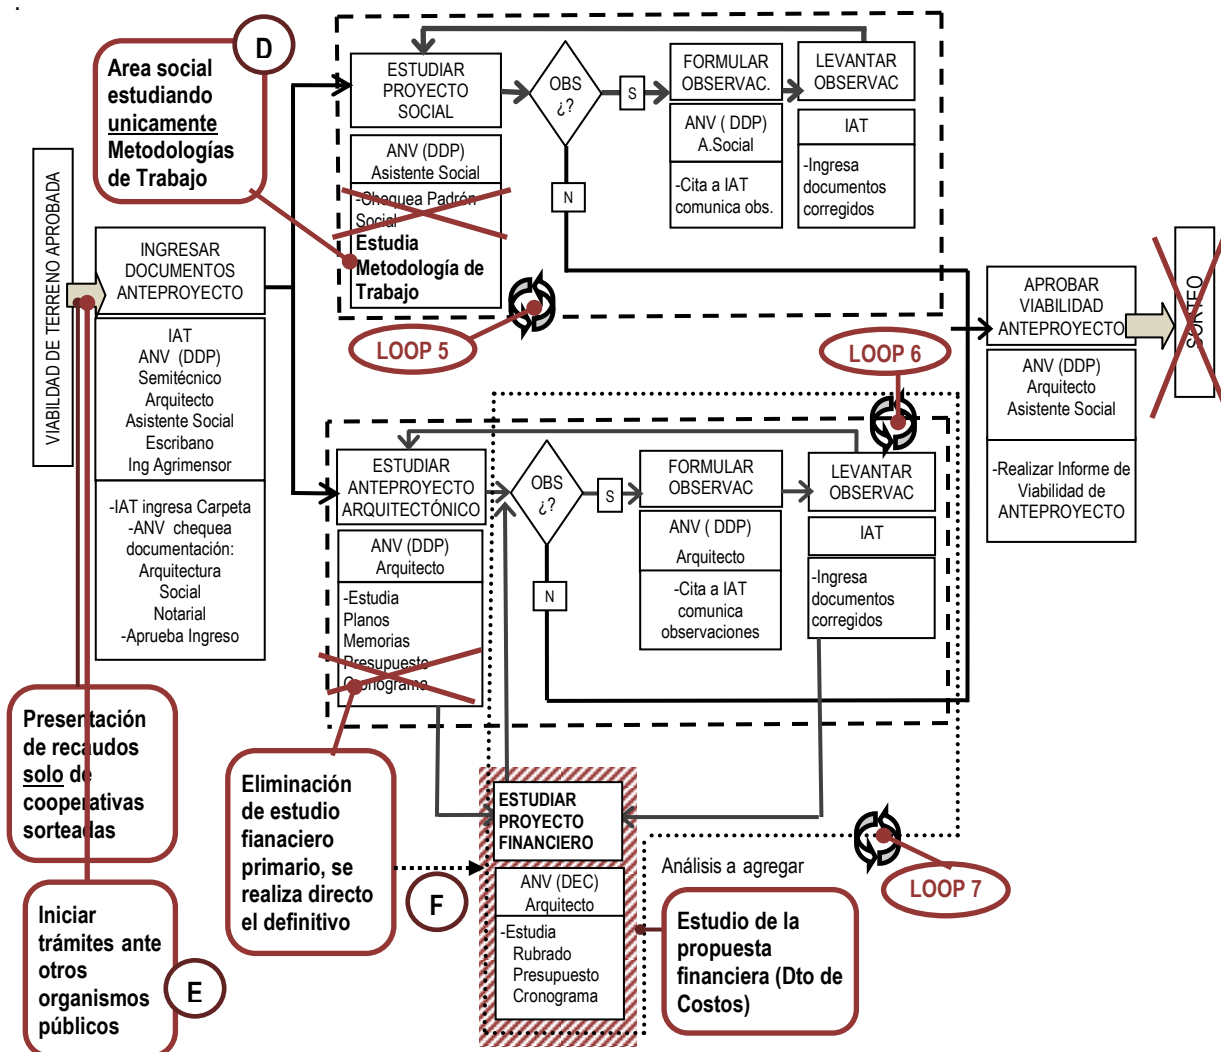 .
D
Area social
estudiando
unicamente
Metodologías
de Trabajo
VIABILDAD DE TERRENO APROBADA
INGRESAR
DOCUMENTOS
ANTEPROYECTO
IAT
ANV (DDP)
Semitécnico
Arquitecto
Asistente Social
Escribano
Ing Agrimensor
-IAT ingresa Carpeta
-ANV chequea
documentación:
Arquitectura
Social
Notarial
-Aprueba Ingreso
ESTUDIAR
PROYECTO
SOCIAL
ANV (DDP)
Asistente Social
-Chequea Padrón
Social
Estudia
Metodología de
Trabajo
OBS
¿?
S
N
FORMULAR
OBSERVAC.
ANV ( DDP)
A.Social
-Cita a IAT
comunica obs.
LEVANTAR
OBSERVAC
IAT
-Ingresa
documentos
corregidos
LOOP 5
LOOP 6
APROBAR
VIABILIDAD
ANTEPROYECTO
ANV (DDP)
Arquitecto
Asistente Social
-Realizar Informe de
Viabilidad de
ANTEPROYECTO
SORTEO
ESTUDIAR
ANTEPROYECTO
ARQUITECTÓNICO
ANV (DDP)
Arquitecto
-Estudia
Planos
Memorias
Presupuesto
Cronograma
OBS
¿?
S
N
FORMULAR
OBSERVAC
ANV ( DDP)
Arquitecto
-Cita a IAT
comunica
observaciones
LEVANTAR
OBSERVAC
IAT
-Ingresa
documentos
corregidos
Presentación
de recaudos
solo de
cooperativas
sorteadas
Iniciar
trámites ante
otros
organismos
públicos
E
Eliminación
de estudio
fianaciero
primario, se
realiza directo
el definitivo
F
ESTUDIAR
PROYECTO
FINANCIERO
ANV (DEC)
Arquitecto
-Estudia
Rubrado
Presupuesto
Cronograma
Análisis a agregar
Estudio de la
propuesta
financiera (Dto de
Costos)
LOOP 7